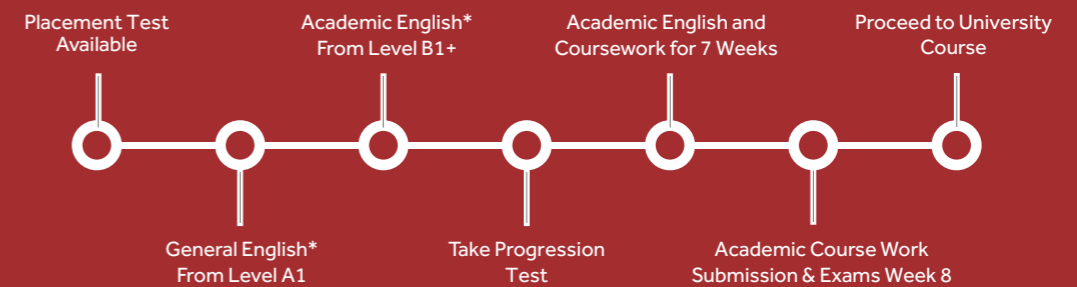 Placement Test
Available
General English*
From Level A1
Academic English*
From Level B1+
Take Progression
Test
Academic English and
Coursework for 7 Weeks
Academic Course Work
Submission & Exams Week 8
Proceed to University
Course